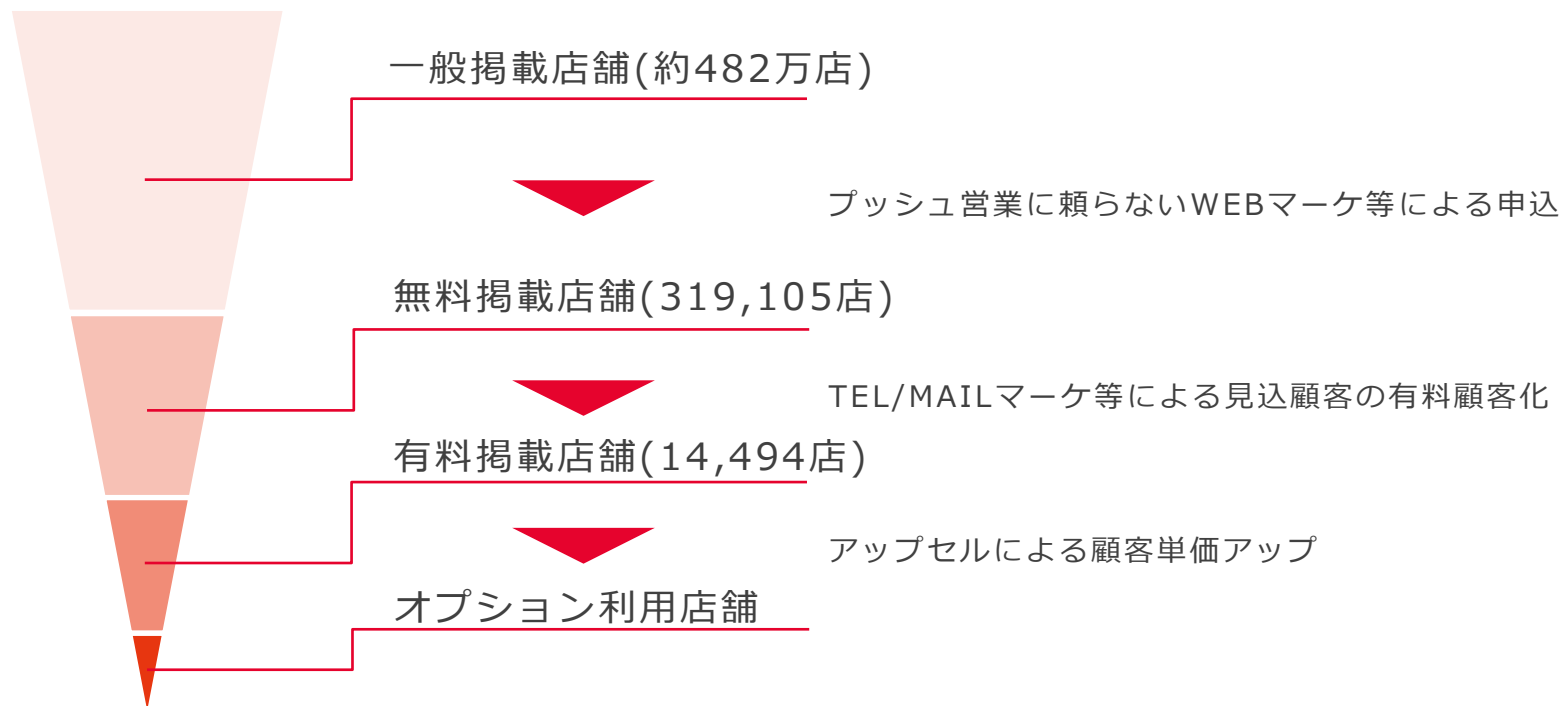 一般掲載店舗(約482万店)
プッシュ営業に頼らないWEBマーケ等による申込
無料掲載店舗(319,105店)
TEL/MAILマーケ等による見込顧客の有料顧客化
有料掲載店舗(14,494店)
アップセルによる顧客単価アップ
オプション利用店舗